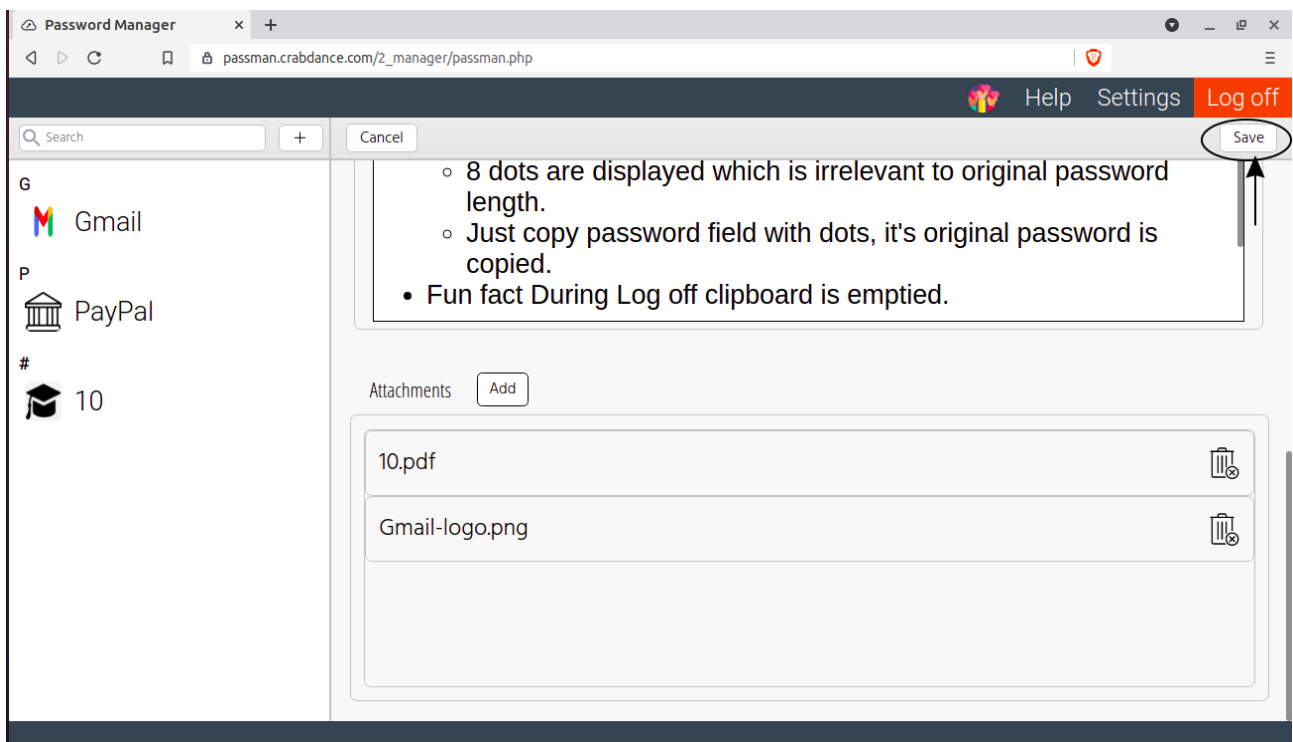 Password Manager
passman.crabdance.com/2_manager/passman.php
Help Settings Log off
Search + Cancel Save
G
Gmail
P
PayPal
#
10
◦ 8 dots are displayed which is irrelevant to original password
length.
◦ Just copy password field with dots, it's original password is
copied.
• Fun fact During Log off clipboard is emptied.
Attachments Add
10.pdf
Gmail-logo.png